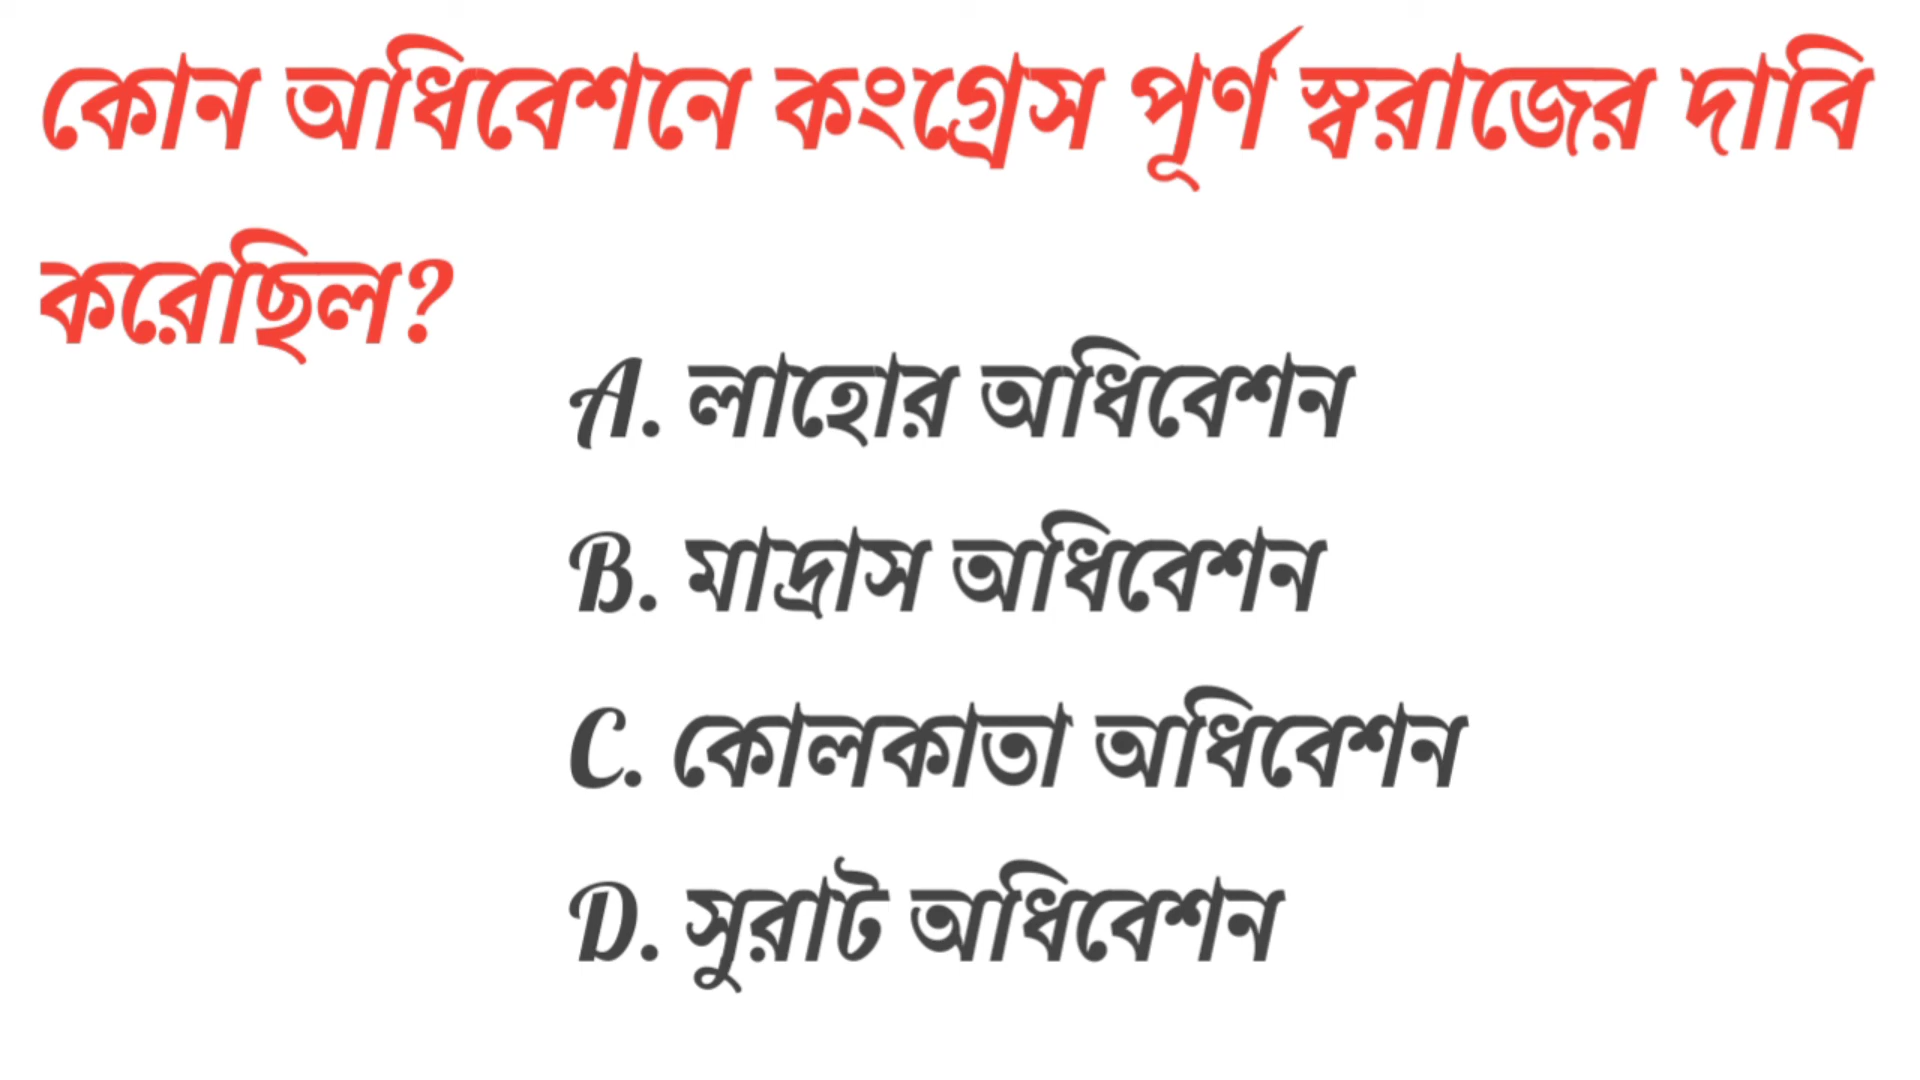 কোন অধিবেশনে কংগ্রেস পূর্ণ স্বরাজের দাবি
করেছিল?
A. লাহোর অধিবেশন
B. মাদ্রাস অধিবেশন
C. কোলকাতা অধিবেশন
D. সুরাট অধিবেশন